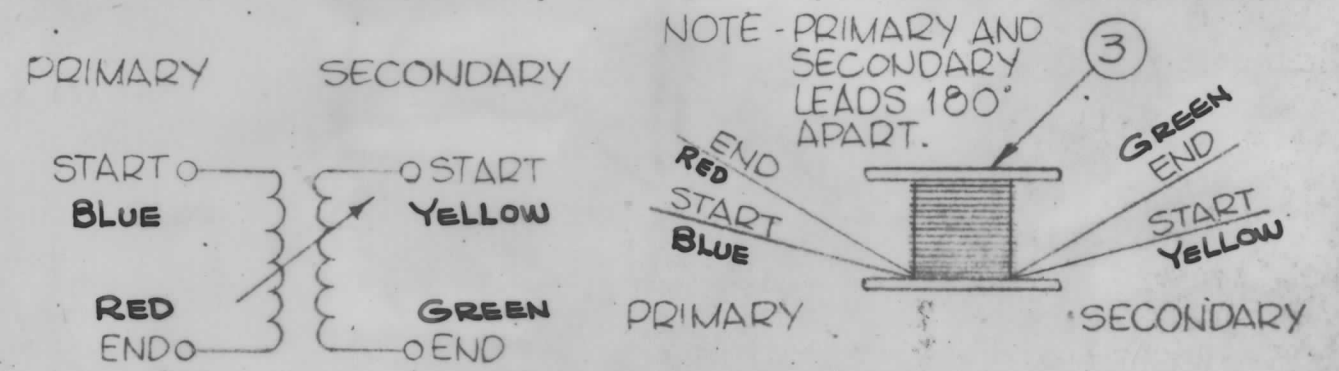 PRIMARY SECONDARY
START START
BLUE YELLOW
RED GREEN
END END
NOTE - PRIMARY AND
SECONDARY
LEADS 180°
APART.
3
END
RED
START
BLUE
PRIMARY
GREEN
END
START
YELLOW
SECONDARY